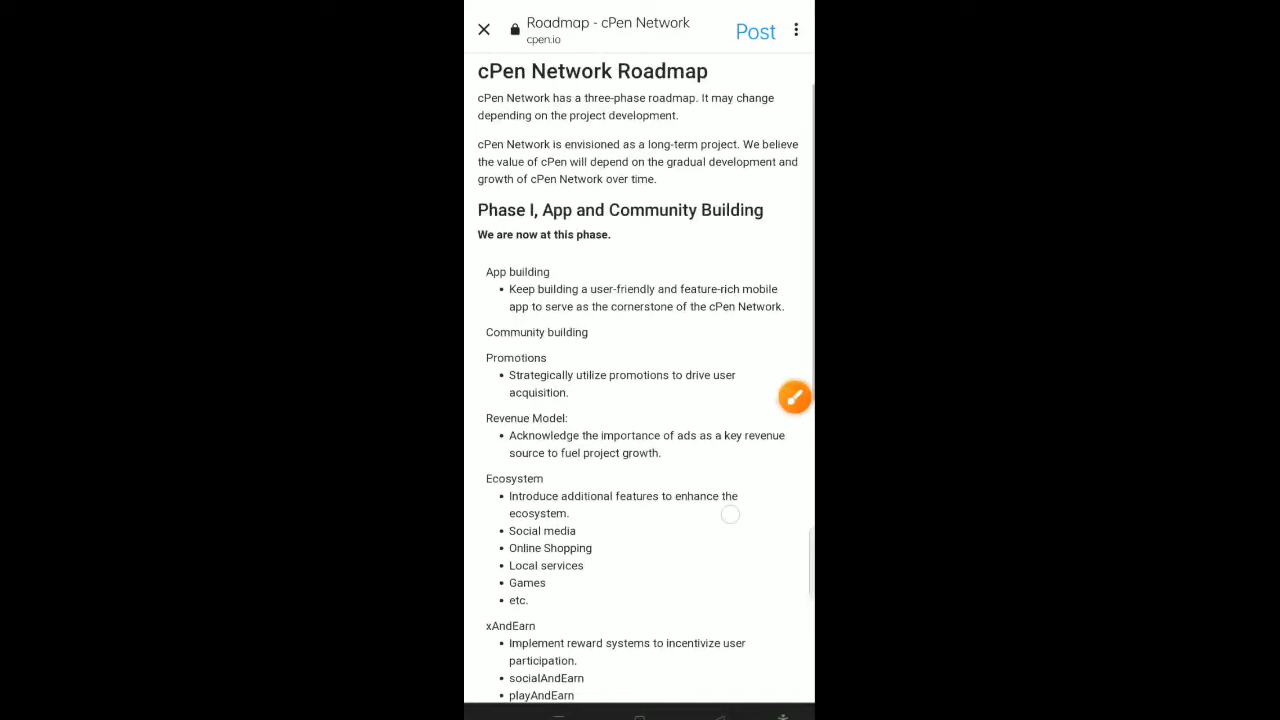 Roadmap - cPen Network
cpen.io
Post
cPen Network Roadmap
cPen Network has a three-phase roadmap. It may change
depending on the project development.
cPen Network is envisioned as a long-term project. We believe
the value of cPen will depend on the gradual development and
growth of cPen Network over time.
Phase I, App and Community Building
We are now at this phase.
App building
• Keep building a user-friendly and feature-rich mobile
app to serve as the cornerstone of the cPen Network.
Community building
Promotions
• Strategically utilize promotions to drive user
acquisition.
Revenue Model:
• Acknowledge the importance of ads as a key revenue
source to fuel project growth.
Ecosystem
• Introduce additional features to enhance the
ecosystem.
• Social media
• Online Shopping
• Local services
• Games
• etc.
xAndEarn
• Implement reward systems to incentivize user
participation.
• socialAndEarn
• playAndEarn